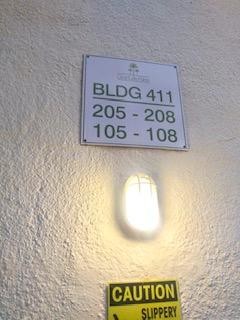 BLDG 411
205 - 208
105 - 108
CAUTION
SLIPPERY